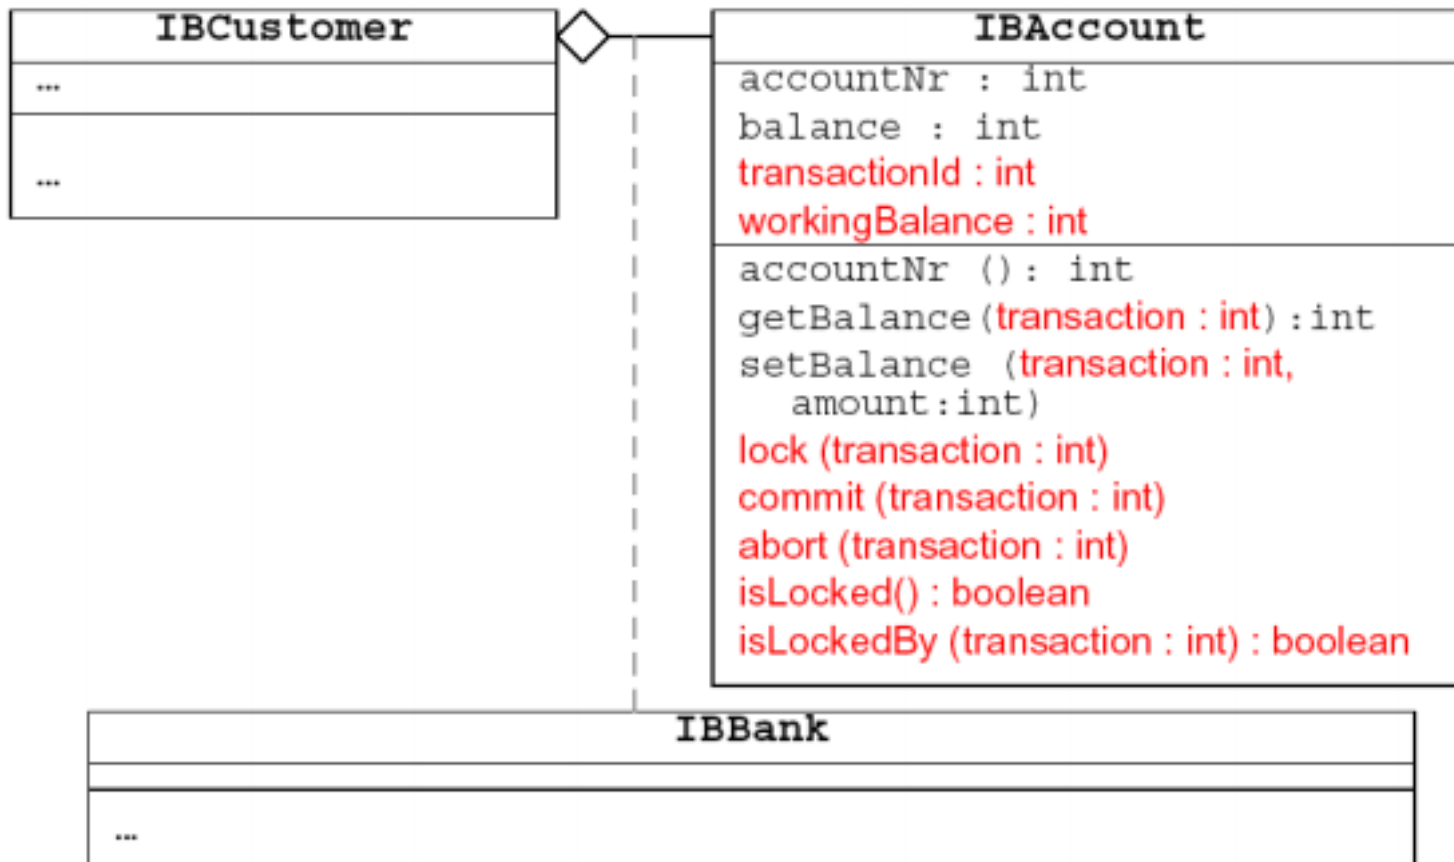 IBCustomer
...
...
IBAccount
accountNr : int
balance : int
transactionId : int
workingBalance : int
accountNr (): int
getBalance(transaction : int):int
setBalance (transaction : int,
amount:int)
lock (transaction : int)
commit (transaction : int)
abort (transaction : int)
isLocked() : boolean
isLockedBy (transaction : int) : boolean
IBBank
...